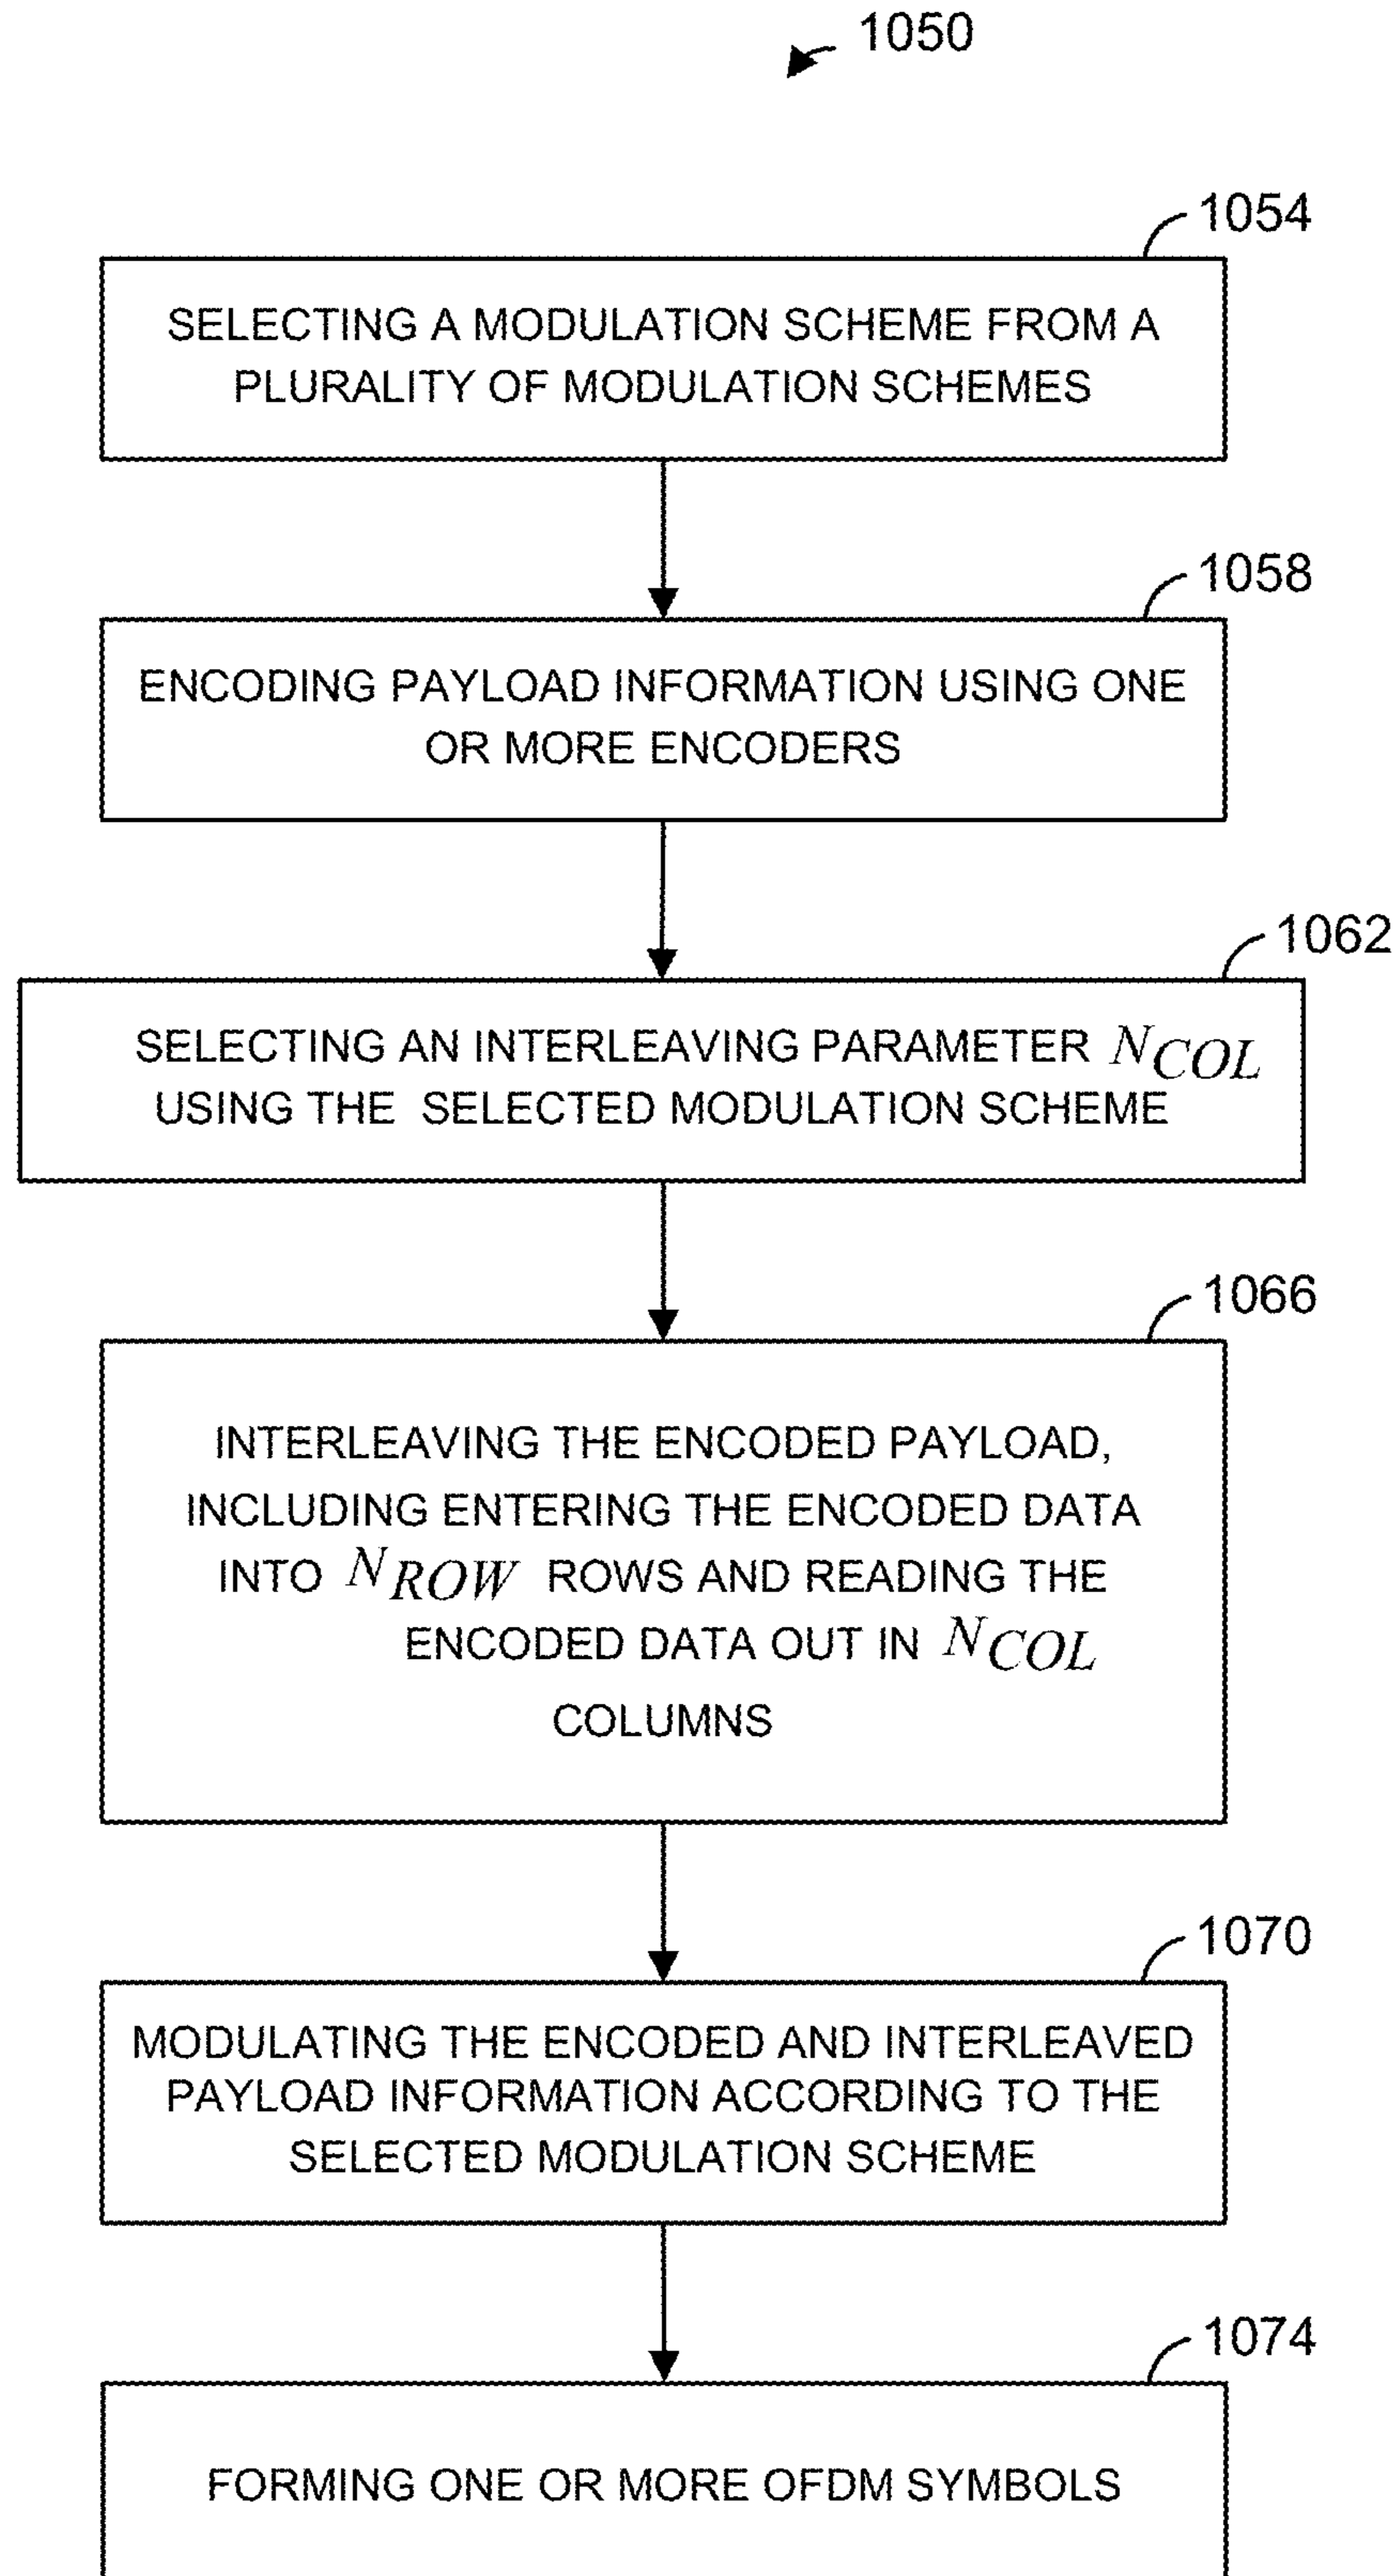 1050
1054
SELECTING A MODULATION SCHEME FROM A
PLURALITY OF MODULATION SCHEMES
1058
ENCODING PAYLOAD INFORMATION USING ONE
OR MORE ENCODERS
1062
SELECTING AN INTERLEAVING PARAMETER N_COL
USING THE SELECTED MODULATION SCHEME
1066
INTERLEAVING THE ENCODED PAYLOAD,
INCLUDING ENTERING THE ENCODED DATA
INTO N_ROW ROWS AND READING THE
ENCODED DATA OUT IN N_COL
COLUMNS
1070
MODULATING THE ENCODED AND INTERLEAVED
PAYLOAD INFORMATION ACCORDING TO THE
SELECTED MODULATION SCHEME
1074
FORMING ONE OR MORE OFDM SYMBOLS